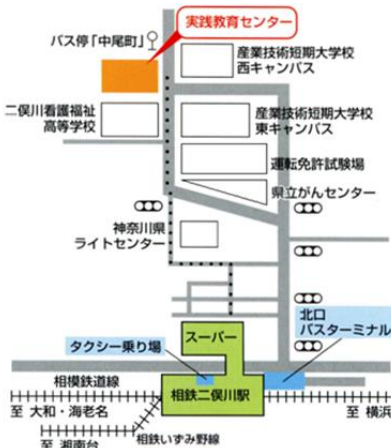 実践教育センター
バス停「中尾町」
産業技術短期大学校
西キャンパス
二俣川看護福祉
高等学校
産業技術短期大学校
東キャンパス
運転免許試験場
県立がんセンター
神奈川県
ライトセンター
北口
バスターミナル
スーパー
タクシー乗り場
相模鉄道線
相鉄二俣川駅
至 大和・海老名
至 横浜
至 湘南台
相鉄いずみ野線